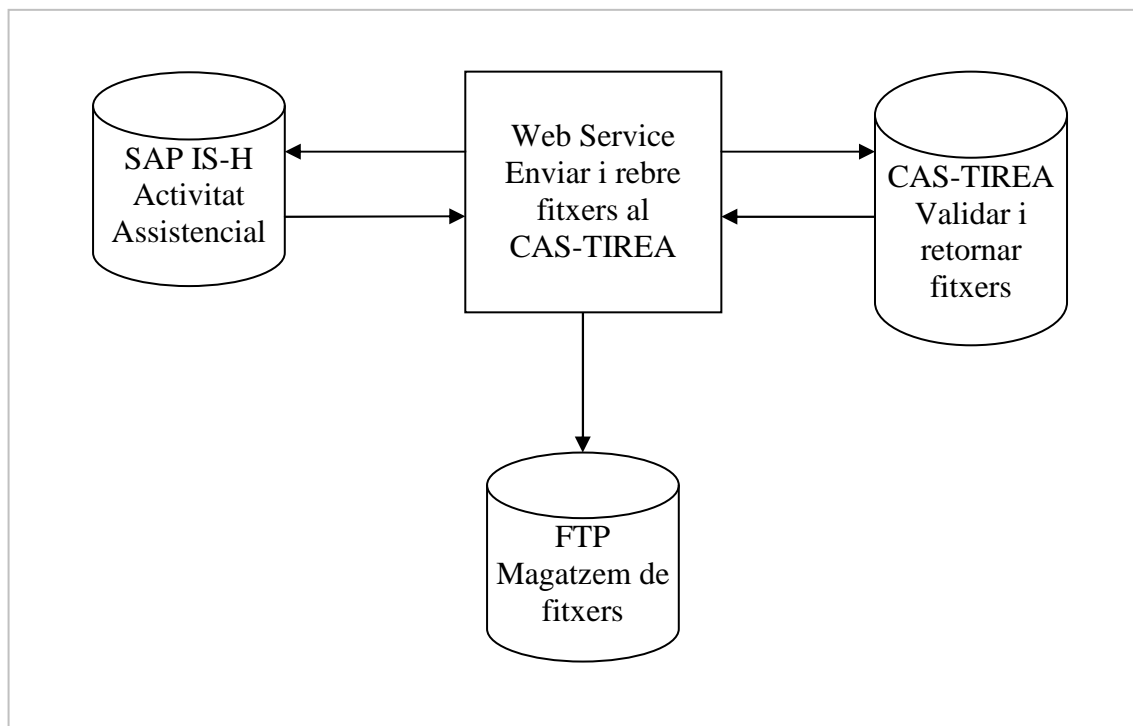 SAP IS-H
Activitat
Assistencial
Web Service
Enviar i rebre
fitxers al
CAS-TIREA
CAS-TIREA
Validar i
retornar
fitxers
FTP
Magatzem de
fitxers